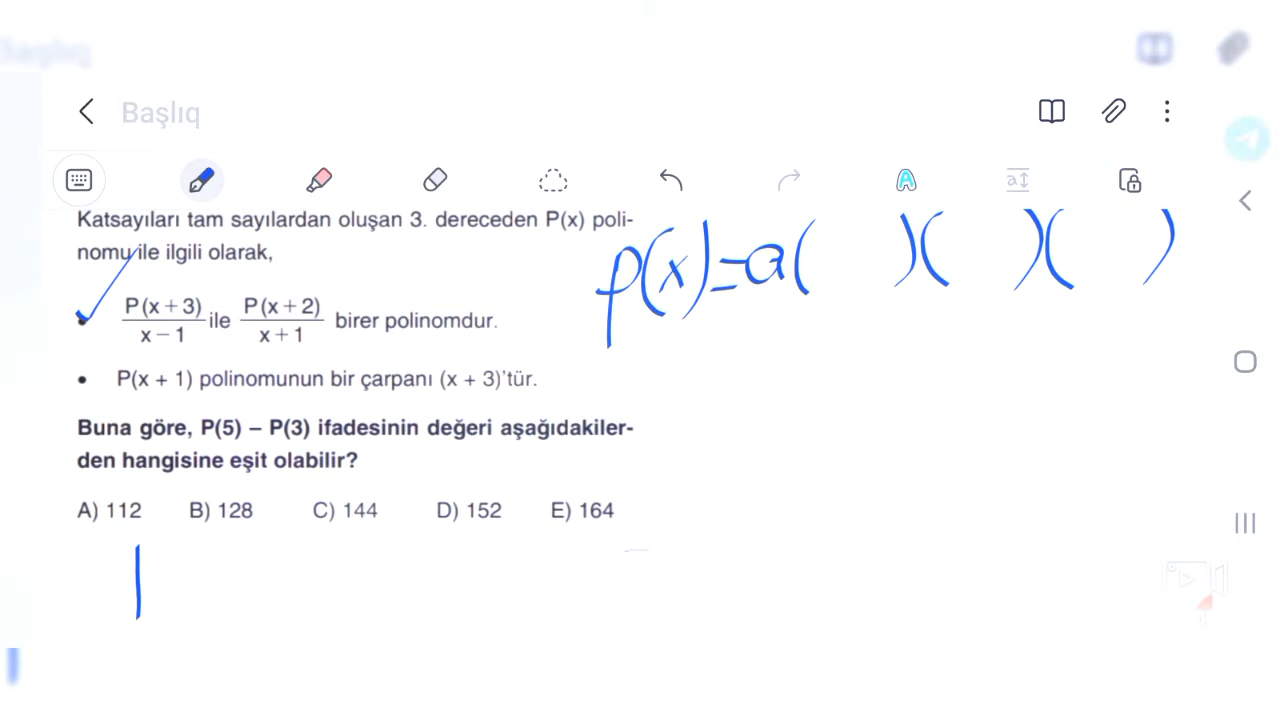 Başlıq
Başlıq
Katsayıları tam sayılardan oluşan 3. dereceden P(x) poli-
nomu ile ilgili olarak,
• P(x + 3)/x − 1 ile P(x + 2)/x + 1 birer polinomdur.
• P(x + 1) polinomunun bir çarpanı (x + 3)'tür.
Buna göre, P(5) – P(3) ifadesinin değeri aşağıdakiler-
den hangisine eşit olabilir?
A) 112 B) 128 C) 144 D) 152 E) 164
p(x)=a( )( )( )